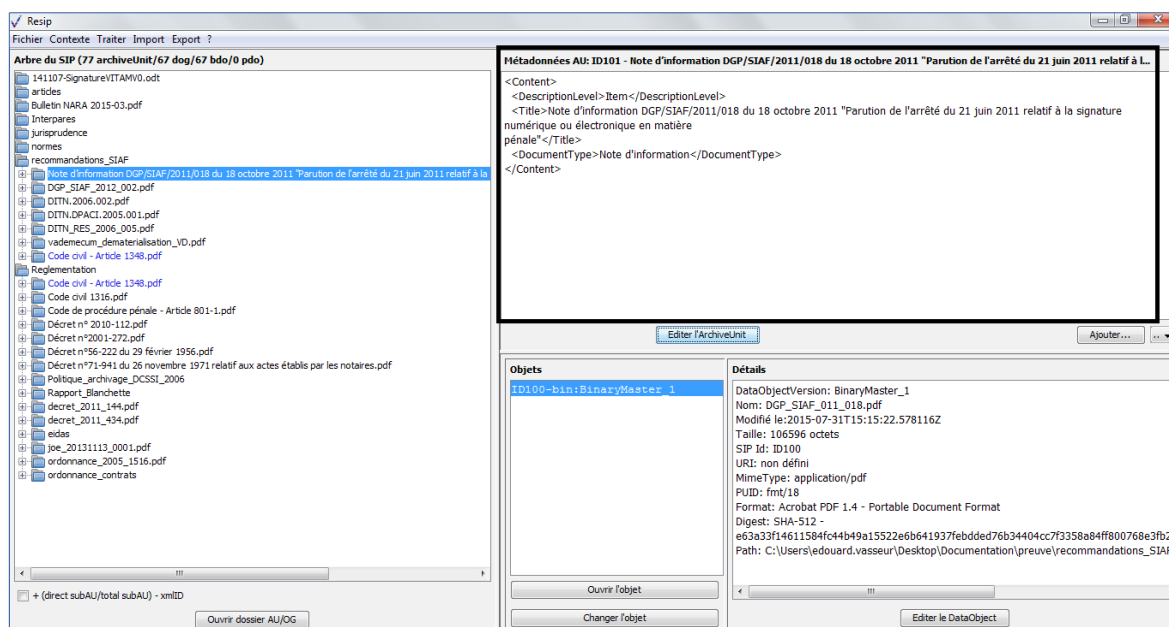 Resip
Fichier Contexte Traiter Import Export ?
Arbre du SIP (77 archiveUnit/67 dog/67 bdo/0 pdo)
141107-SignatureVITAMV0.odt
articles
Bulletin NARA 2015-03.pdf
Interpares
jurisprudence
normes
recommandations_SIAF
Note d'information DGP/SIAF/2011/018 du 18 octobre 2011 "Parution de l'arrêté du 21 juin 2011 relatif à la
DGP_SIAF_2012_002.pdf
DITN.2006.002.pdf
DITN.DPACI.2005.001.pdf
DITN_RES_2006_005.pdf
vademecum_dematerialisation_VD.pdf
Code civil - Article 1348.pdf
Reglementation
Code civil - Article 1348.pdf
Code civil 1316.pdf
Code de procédure pénale - Article 801-1.pdf
Décret n° 2010-112.pdf
Décret n°2001-272.pdf
Décret n°56-222 du 29 février 1956.pdf
Décret n°71-941 du 26 novembre 1971 relatif aux actes établis par les notaires.pdf
Politique_archivage_DCSSI_2006
Rapport_Blanchette
decret_2011_144.pdf
decret_2011_434.pdf
eidas
joe_20131113_0001.pdf
ordonnance_2005_1516.pdf
ordonnance_contrats
+ (direct subAU/total subAU) - xmlID
Ouvrir dossier AU/OG
Métadonnées AU: ID101 - Note d'information DGP/SIAF/2011/018 du 18 octobre 2011 "Parution de l'arrêté du 21 juin 2011 relatif à l...
<Content>
<DescriptionLevel>Item</DescriptionLevel>
<Title>Note d'information DGP/SIAF/2011/018 du 18 octobre 2011 "Parution de l'arrêté du 21 juin 2011 relatif à la signature
numérique ou électronique en matière
pénale"</Title>
<DocumentType>Note d'information</DocumentType>
</Content>
Editer l'ArchiveUnit
Ajouter...
..
Objets
ID100-bin:BinaryMaster_1
Ouvrir l'objet
Changer l'objet
Détails
DataObjectVersion: BinaryMaster_1
Nom: DGP_SIAF_011_018.pdf
Modifié le:2015-07-31T15:15:22.578116Z
Taille: 106596 octets
SIP Id: ID100
URI: non défini
MimeType: application/pdf
PUID: fmt/18
Format: Acrobat PDF 1.4 - Portable Document Format
Digest: SHA-512 -
e63a33f14611584fc44b49a15522e6b641937febdded76b34404cc7f3358a84ff800768e3fb2
Path: C:\Users\edouard.vasseur\Desktop\Documentation\preuve\recommandations_SIAF
Editer le DataObject